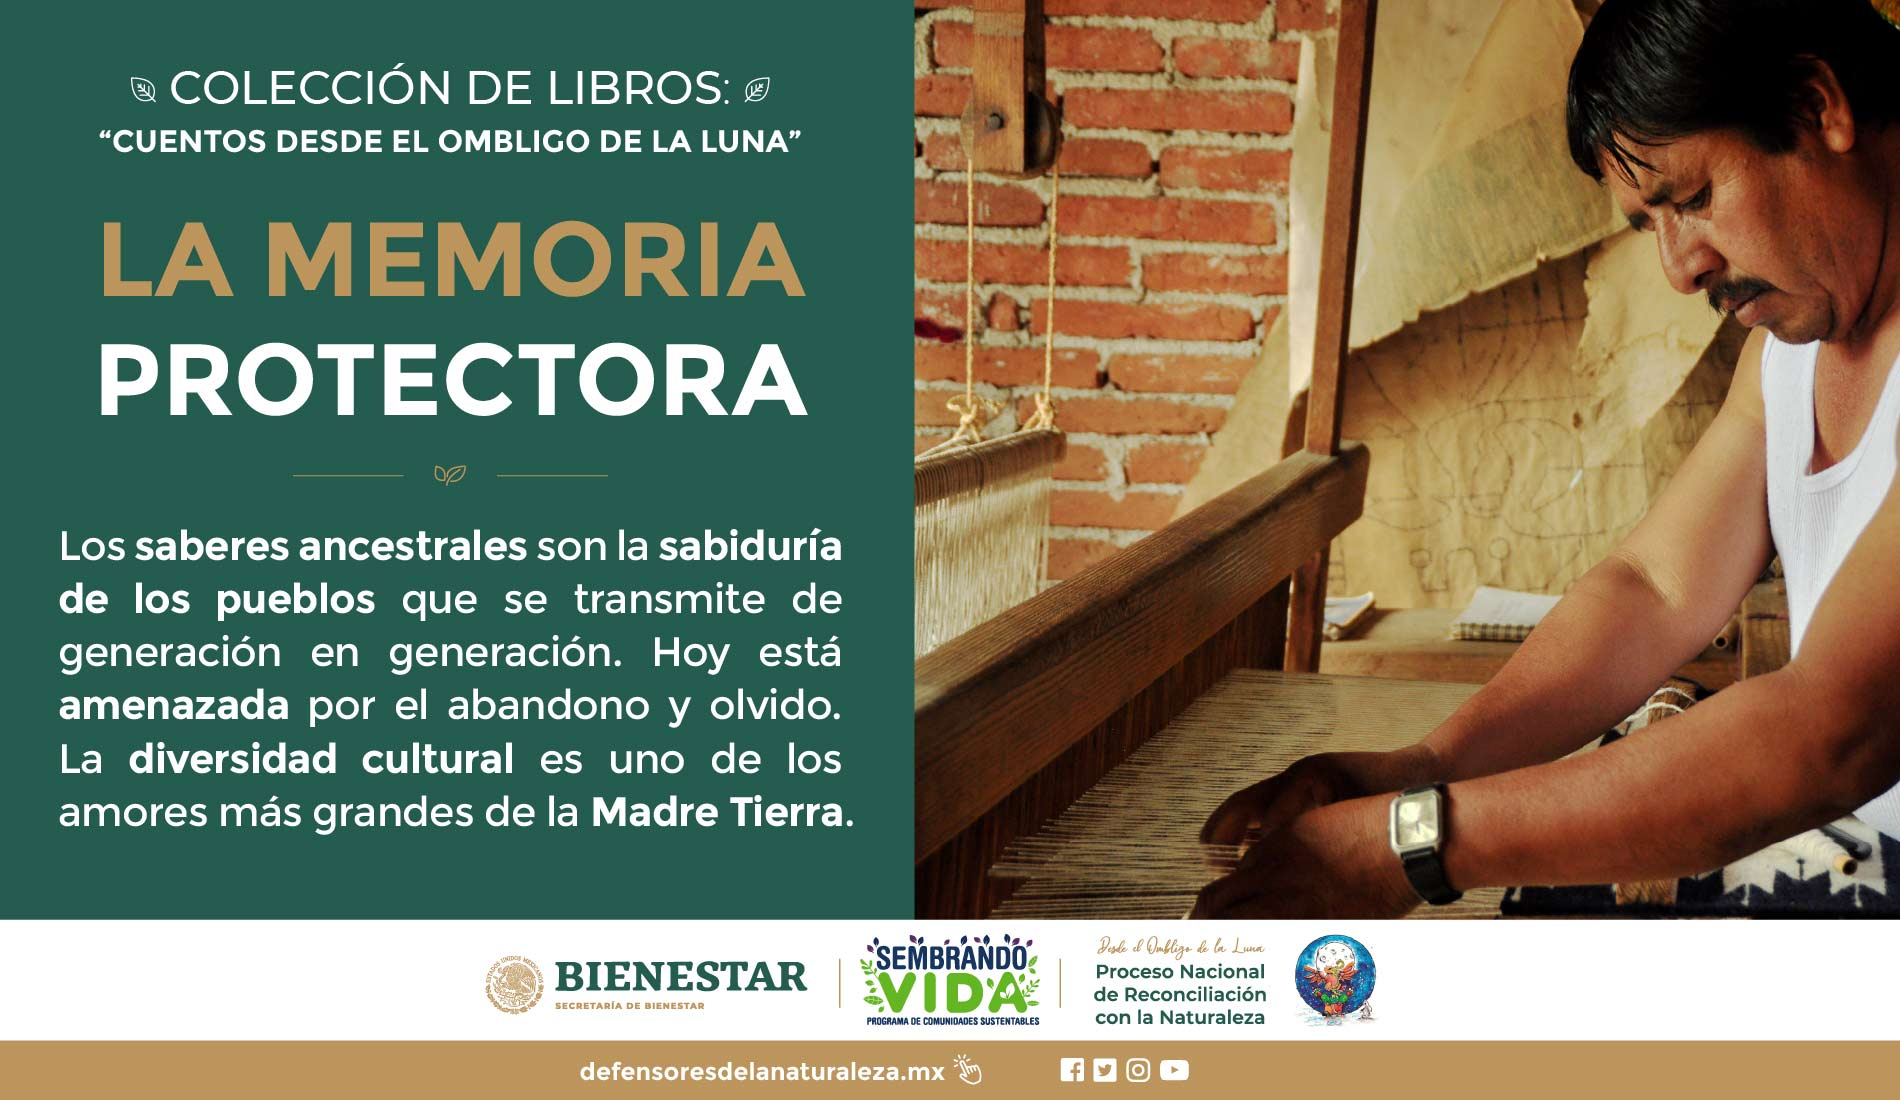 COLECCIÓN DE LIBROS:
“CUENTOS DESDE EL OMBLIGO DE LA LUNA”
LA MEMORIA
PROTECTORA
Los saberes ancestrales son la sabiduría
de los pueblos que se transmite de
generación en generación. Hoy está
amenazada por el abandono y olvido.
La diversidad cultural es uno de los
amores más grandes de la Madre Tierra.
ESTADOS UNIDOS MEXICANOS
BIENESTAR
SECRETARÍA DE BIENESTAR
SEMBRANDO
VIDA
PROGRAMA DE COMUNIDADES SUSTENTABLES
Desde el Ombligo de la Luna
Proceso Nacional
de Reconciliación
con la Naturaleza
defensoresdelanaturaleza.mx